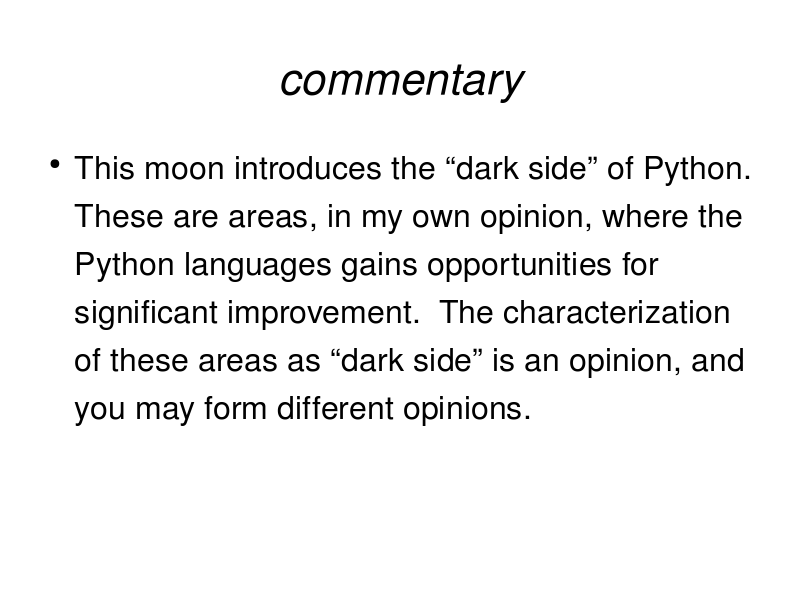 commentary
• This moon introduces the “dark side” of Python.
These are areas, in my own opinion, where the
Python languages gains opportunities for
significant improvement.  The characterization
of these areas as “dark side” is an opinion, and
you may form different opinions.